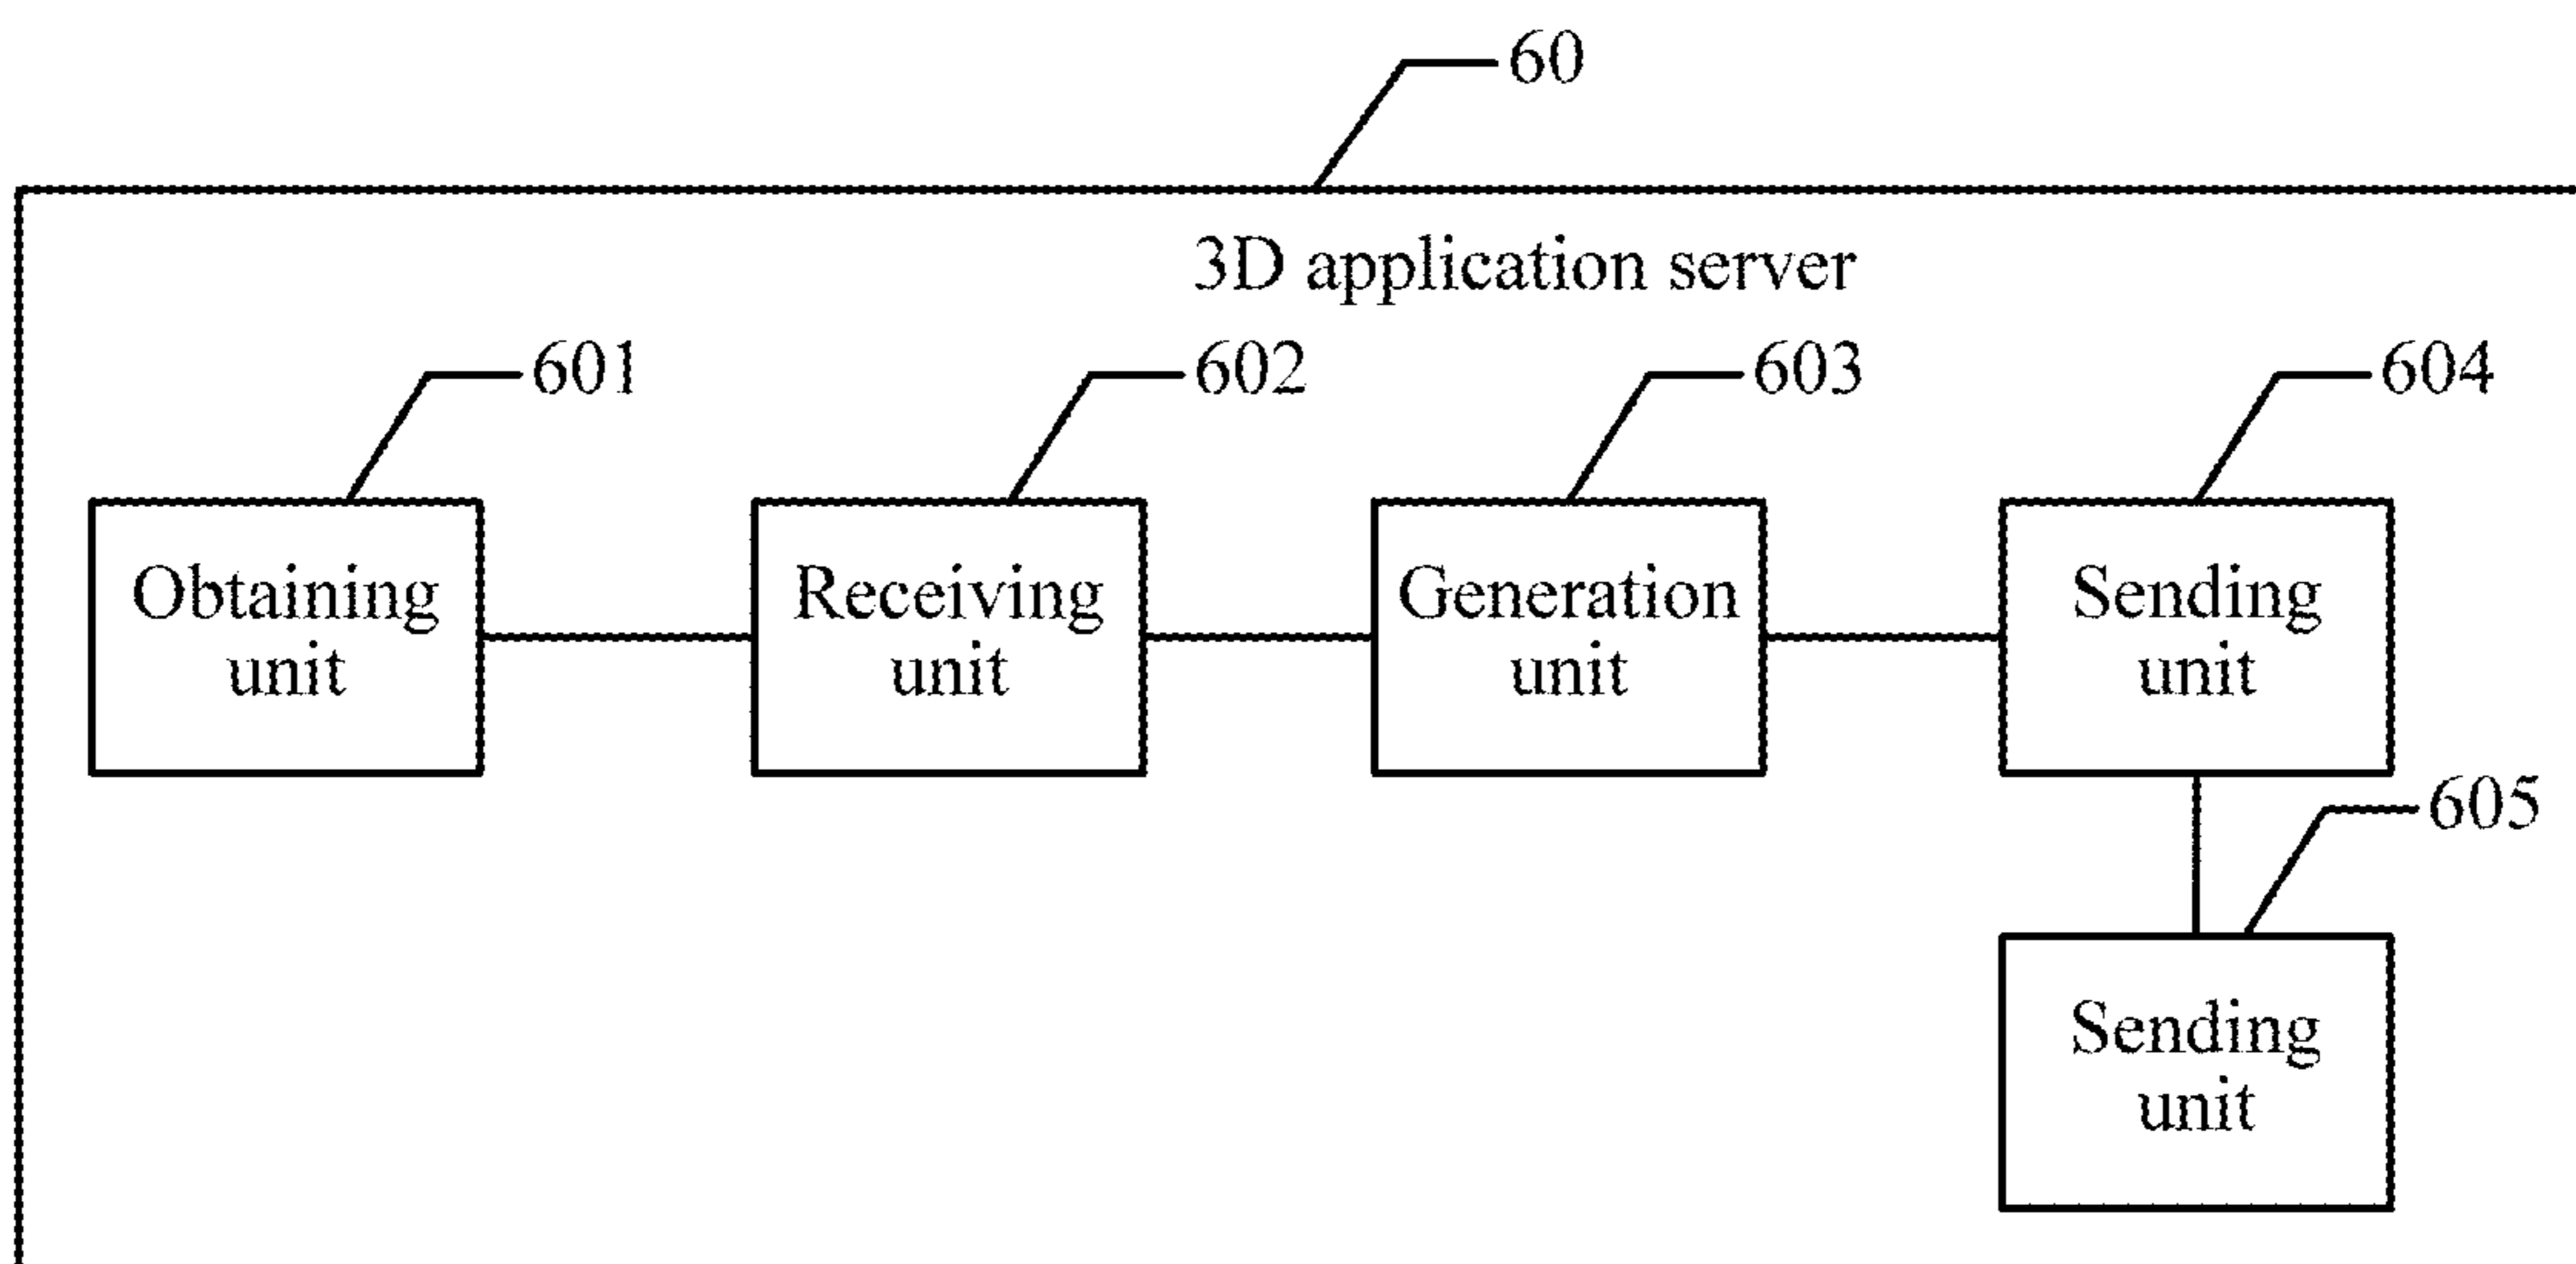 60
3D application server
601
602
603
604
Obtaining
unit
Receiving
unit
Generation
unit
Sending
unit
605
Sending
unit